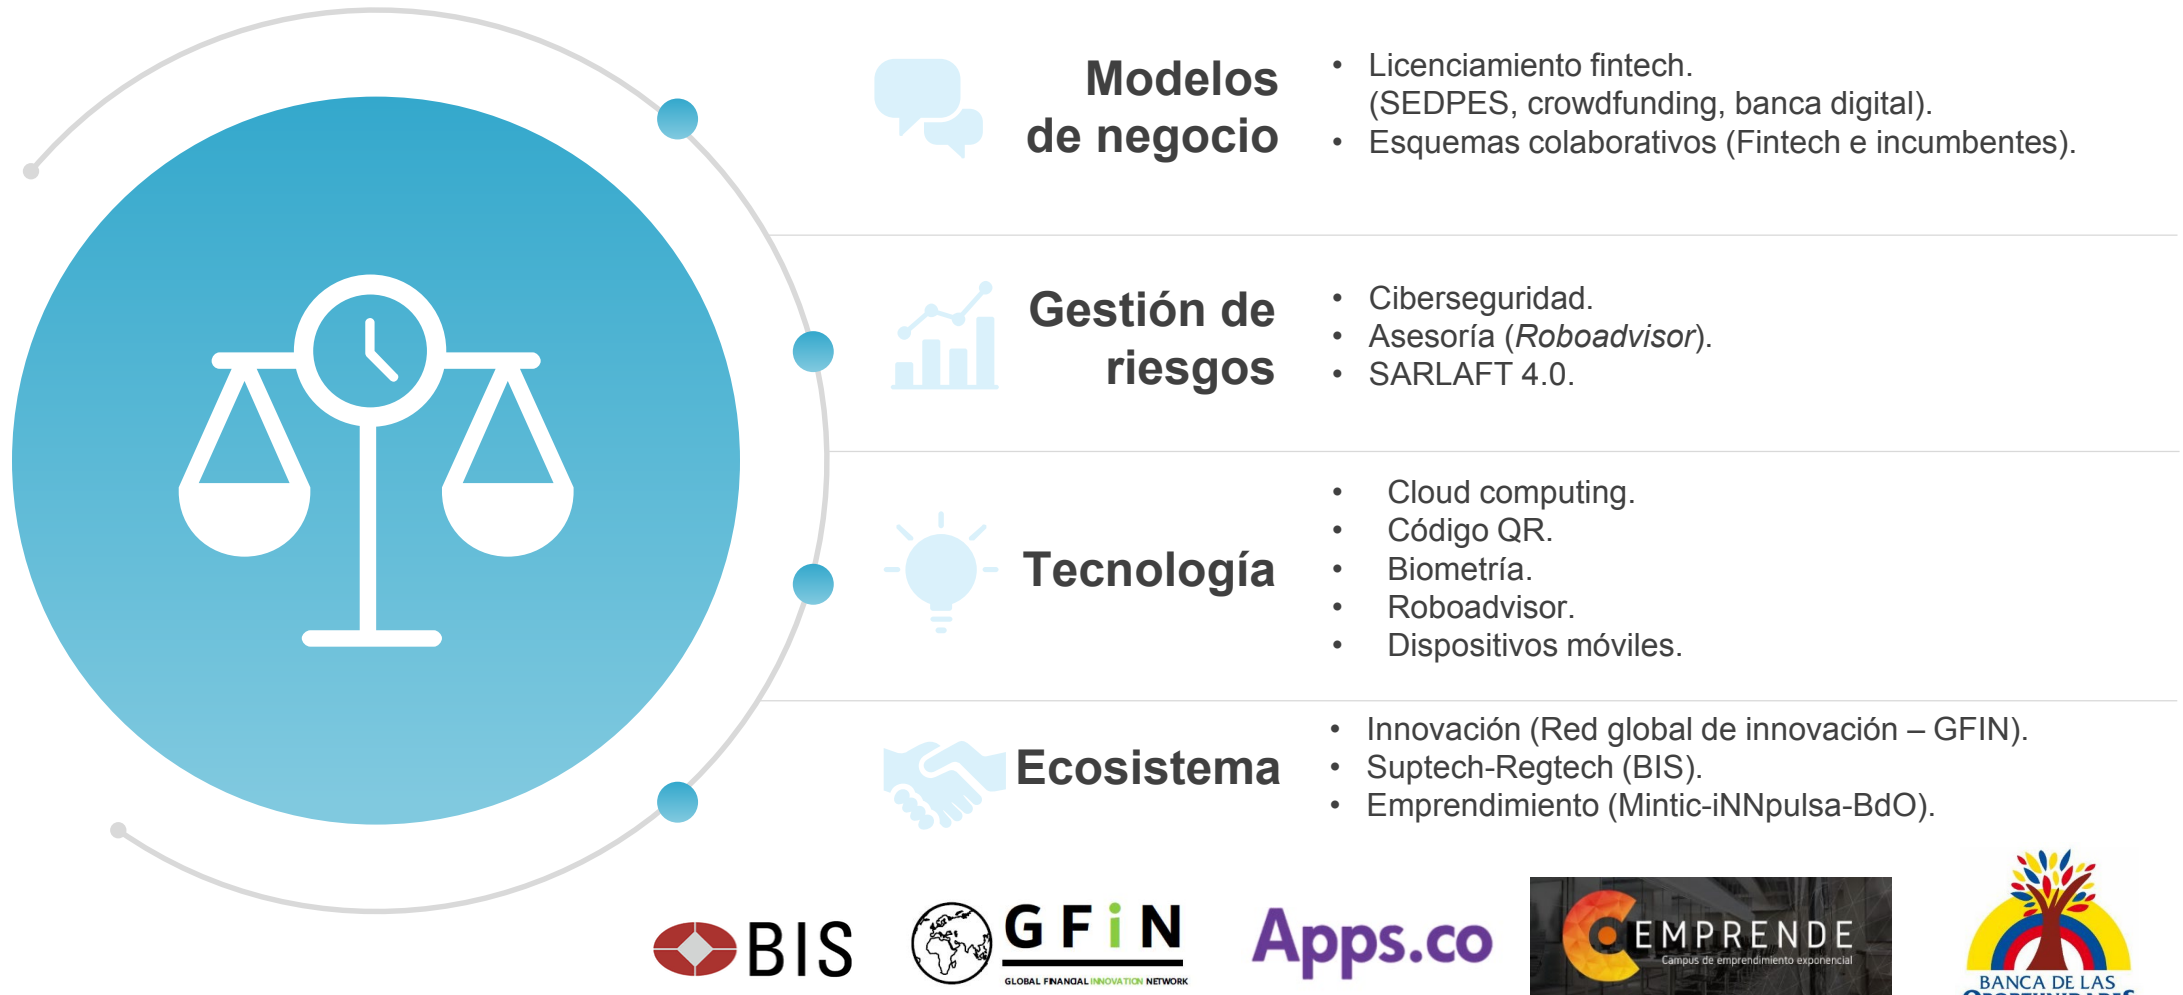 Modelos
de negocio
• Licenciamiento fintech.
(SEDPES, crowdfunding, banca digital).
• Esquemas colaborativos (Fintech e incumbentes).
Gestión de
riesgos
• Ciberseguridad.
• Asesoría (Roboadvisor).
• SARLAFT 4.0.
Tecnología
• Cloud computing.
• Código QR.
• Biometría.
• Roboadvisor.
• Dispositivos móviles.
Ecosistema
• Innovación (Red global de innovación – GFIN).
• Suptech-Regtech (BIS).
• Emprendimiento (Mintic-iNNpulsa-BdO).
BIS
GFiN
GLOBAL FINANCIAL INNOVATION NETWORK
Apps.co
C EMPRENDE
Campus de emprendimiento exponencial
BANCA DE LAS
OPORTUNIDADES